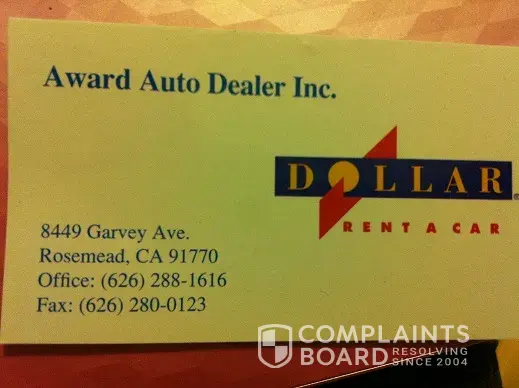 Award Auto Dealer Inc.
DOLLAR®
RENT A CAR
8449 Garvey Ave.
Rosemead, CA 91770
Office: (626) 288-1616
Fax: (626) 280-0123
COMPLAINTS
BOARD RESOLVING
SINCE 2004